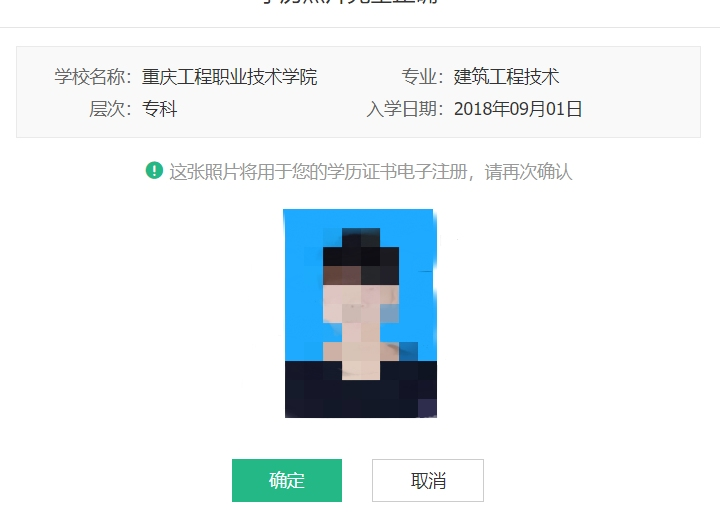 学校名称：重庆工程职业技术学院 专业：建筑工程技术
层次：专科 入学日期：2018年09月01日
这张照片将用于您的学历证书电子注册，请再次确认
确定 取消